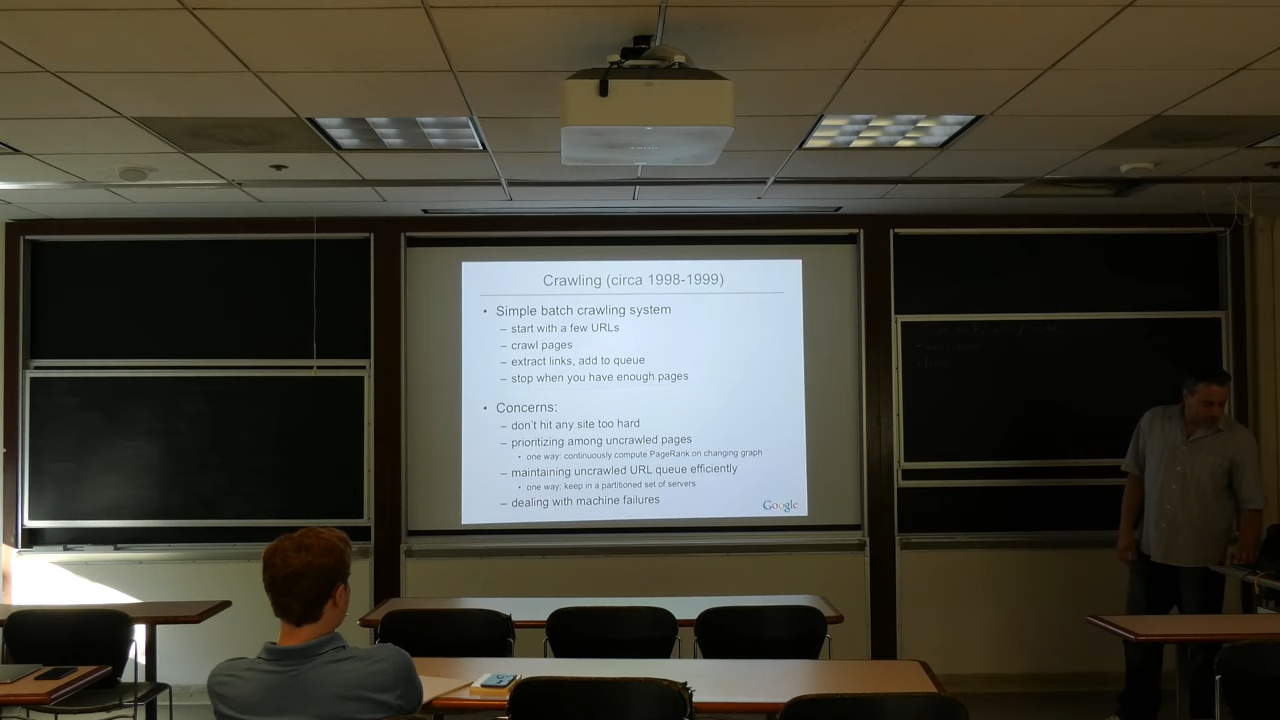 Crawling (circa 1998-1999)
• Simple batch crawling system
– start with a few URLs
– crawl pages
– extract links, add to queue
– stop when you have enough pages
• Concerns:
– don't hit any site too hard
– prioritizing among uncrawled pages
• one way: continuously compute PageRank on changing graph
– maintaining uncrawled URL queue efficiently
• one way: keep in a partitioned set of servers
– dealing with machine failures
Google